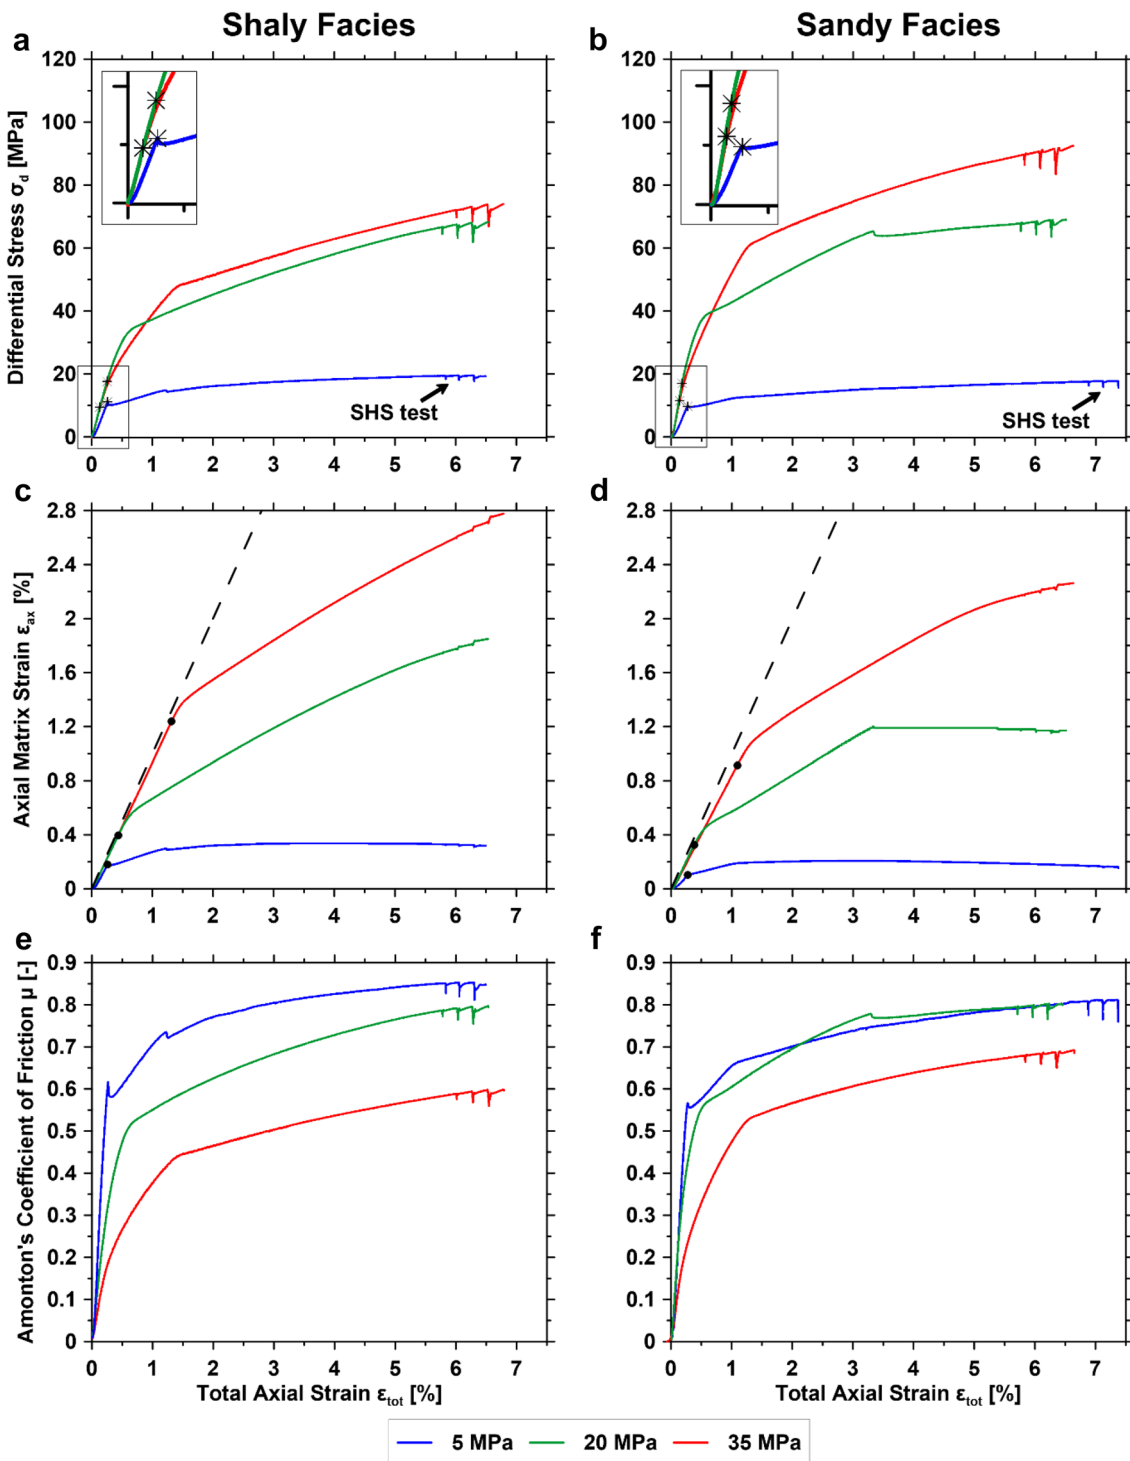 Shaly Facies
Sandy Facies
a
b
Differential Stress σd [MPa]
120
100
80
60
40
20
0
SHS test
0 1 2 3 4 5 6 7
120
100
80
60
40
20
0
SHS test
0 1 2 3 4 5 6 7
c
d
Axial Matrix Strain εax [%]
2.8
2.4
2
1.6
1.2
0.8
0.4
0
0 1 2 3 4 5 6 7
2.8
2.4
2
1.6
1.2
0.8
0.4
0
0 1 2 3 4 5 6 7
e
f
Amonton's Coefficient of Friction μ [-]
0.9
0.8
0.7
0.6
0.5
0.4
0.3
0.2
0.1
0
0 1 2 3 4 5 6 7
Total Axial Strain εtot [%]
0.9
0.8
0.7
0.6
0.5
0.4
0.3
0.2
0.1
0
0 1 2 3 4 5 6 7
Total Axial Strain εtot [%]
5 MPa 20 MPa 35 MPa